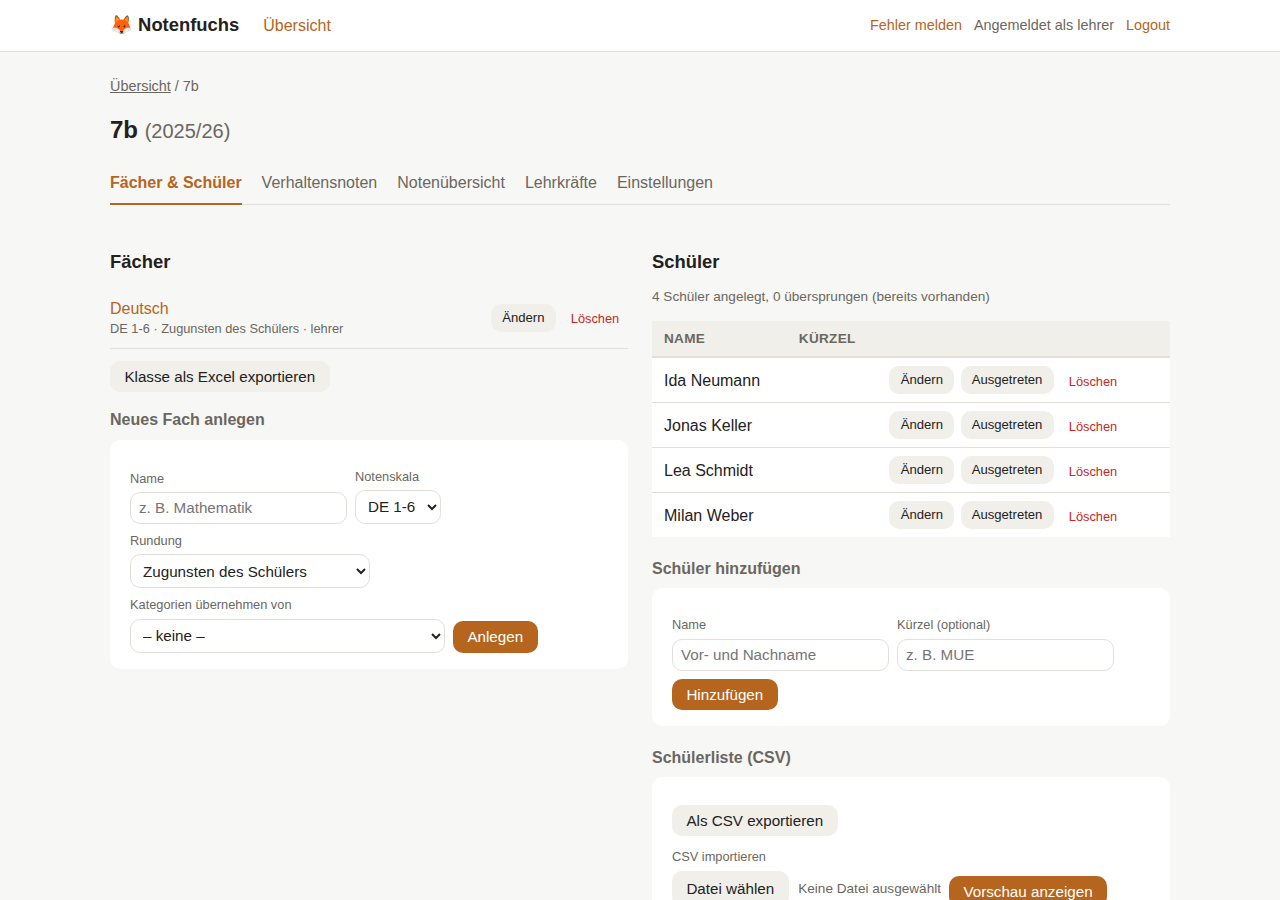 🦊 Notenfuchs Übersicht Fehler melden Angemeldet als lehrer Logout
Übersicht / 7b
7b (2025/26)
Fächer & Schüler Verhaltensnoten Notenübersicht Lehrkräfte Einstellungen
Fächer
Deutsch
DE 1-6 · Zugunsten des Schülers · lehrer
Ändern Löschen
Klasse als Excel exportieren
Neues Fach anlegen
Name Notenskala
z. B. Mathematik DE 1-6
Rundung
Zugunsten des Schülers
Kategorien übernehmen von
– keine – Anlegen
Schüler
4 Schüler angelegt, 0 übersprungen (bereits vorhanden)
NAME KÜRZEL
Ida Neumann Ändern Ausgetreten Löschen
Jonas Keller Ändern Ausgetreten Löschen
Lea Schmidt Ändern Ausgetreten Löschen
Milan Weber Ändern Ausgetreten Löschen
Schüler hinzufügen
Name Kürzel (optional)
Vor- und Nachname z. B. MUE
Hinzufügen
Schülerliste (CSV)
Als CSV exportieren
CSV importieren
Datei wählen Keine Datei ausgewählt Vorschau anzeigen